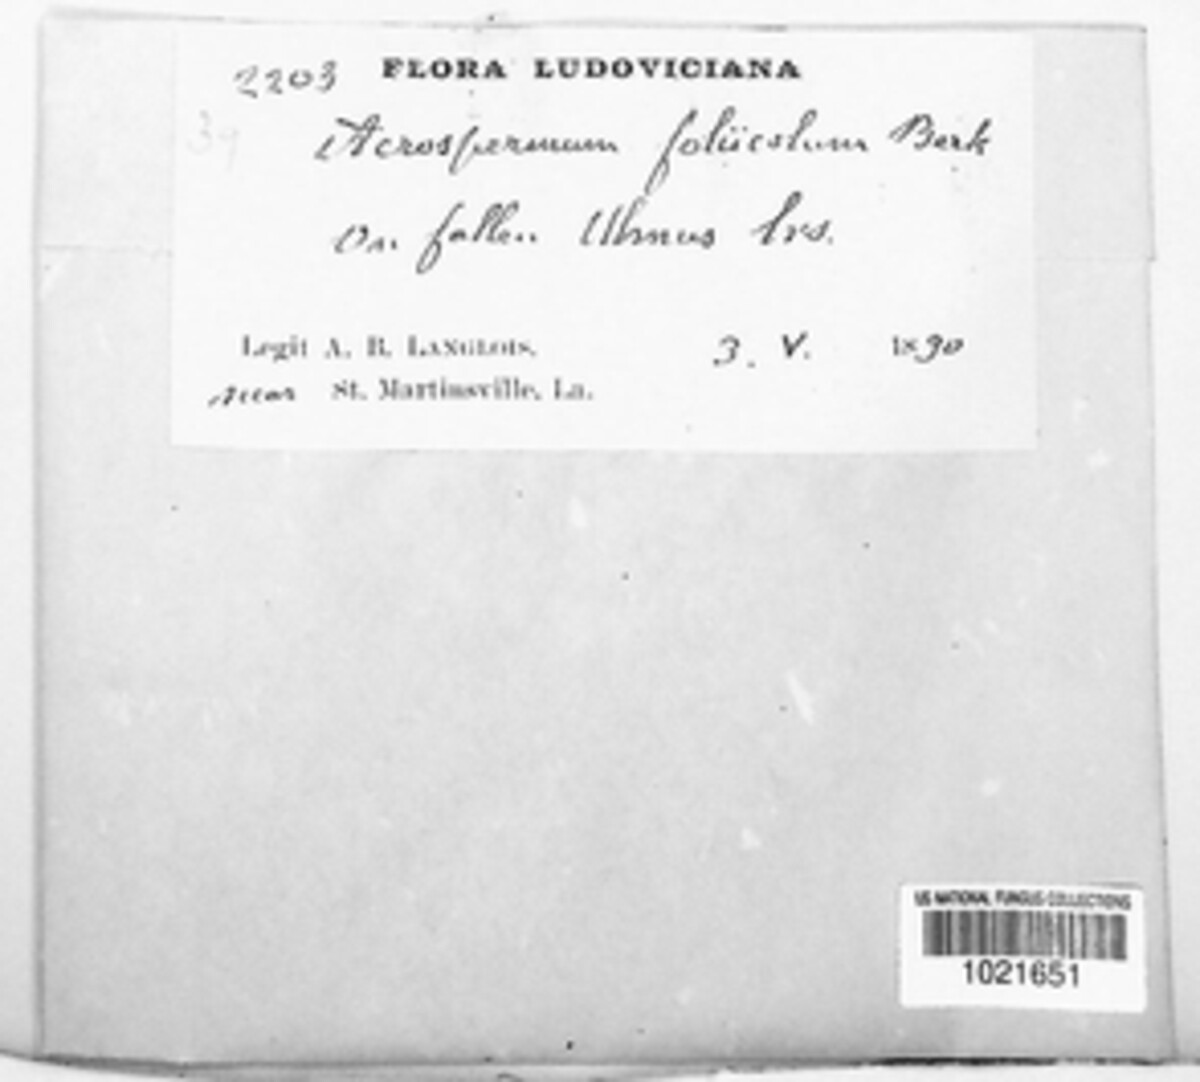 2203 FLORA LUDOVICIANA
Acrospermum foliicolum Berk
On fallen Ulmus lvs.
Legit A. B. LANGLOIS. 3. V. 1890
near St. Martinsville, La.
US NATIONAL FUNGUS COLLECTIONS
1021651